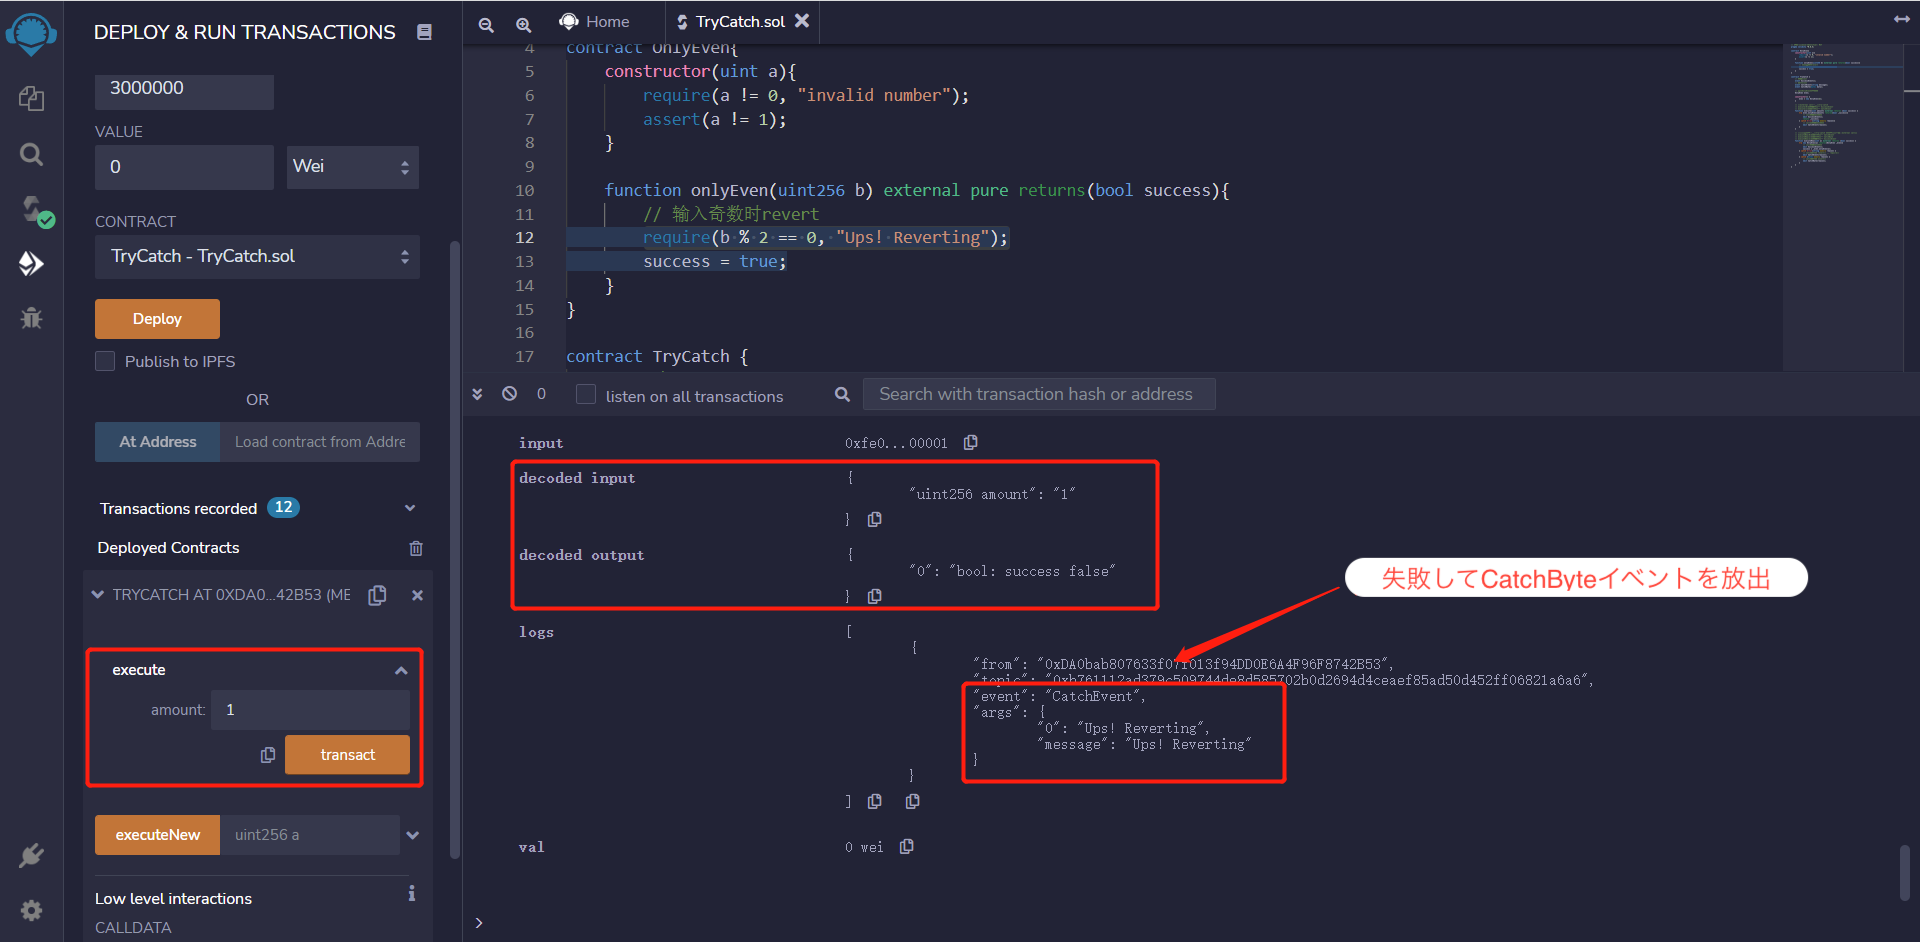 DEPLOY & RUN TRANSACTIONS
3000000
VALUE
0
Wei
CONTRACT
TryCatch - TryCatch.sol
Deploy
Publish to IPFS
OR
At Address
Load contract from Addre
Transactions recorded 12
Deployed Contracts
TRYCATCH AT 0XDA0...42B53 (ME
execute
amount: 1
transact
executeNew
uint256 a
Low level interactions
CALLDATA
Home
TryCatch.sol
4 contract OnlyEven{
5 constructor(uint a){
6 require(a != 0, "invalid number");
7 assert(a != 1);
8 }
9
10 function onlyEven(uint256 b) external pure returns(bool success){
11 // 输入奇数时revert
12 require(b % 2 == 0, "Ups! Reverting");
13 success = true;
14 }
15 }
16
17 contract TryCatch {
0
listen on all transactions
Search with transaction hash or address
input 0xfe0...00001
decoded input {
"uint256 amount": "1"
}
decoded output {
"0": "bool: success false"
}
失敗してCatchByteイベントを放出
logs [
{
"from": "0xDA0bab807633f07f013f94DD0E6A4F96F8742B53",
"topic": "0xb761112ad379c509744de8d585702b0d2694d4ceaef85ad50d452ff06821a6a6",
"event": "CatchEvent",
"args": {
"0": "Ups! Reverting",
"message": "Ups! Reverting"
}
}
]
val 0 wei
>